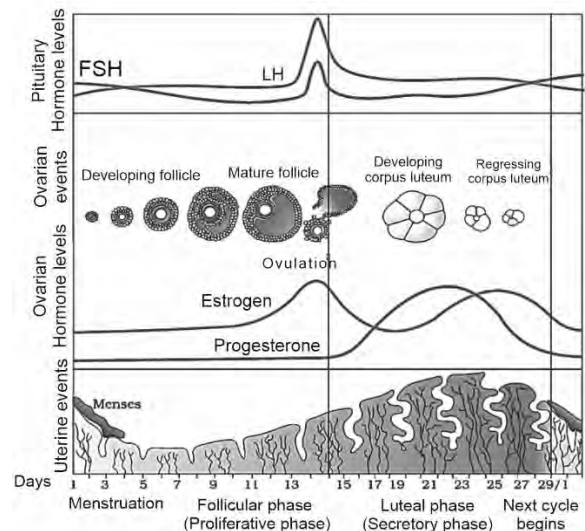 Pituitary
Hormone levels
FSH
LH
Ovarian
events
Developing follicle
Mature follicle
Developing
corpus luteum
Regressing
corpus luteum
Ovulation
Ovarian
Hormone levels
Estrogen
Progesterone
Uterine events
Menses
Days
1 3 5 7 9 11 13 15 17 19 21 23 25 27 29/1 1
Menstruation
Follicular phase
(Proliferative phase)
Luteal phase
(Secretory phase)
Next cycle
begins